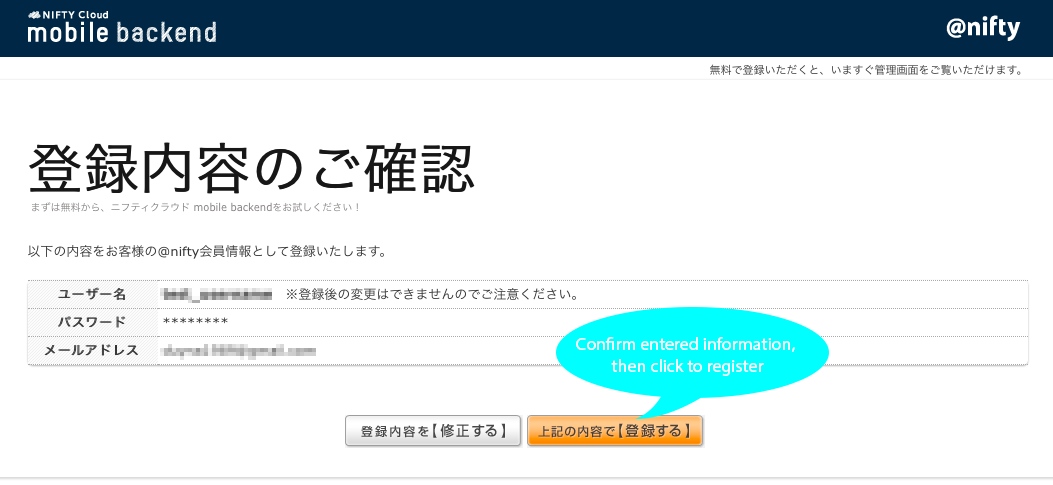 NIFTY Cloud
mobile backend
@nifty
無料で登録いただくと、いますぐ管理画面をご覧いただけます。
登録内容のご確認
まずは無料から、ニフティクラウド mobile backendをお試しください！
以下の内容をお客様の@nifty会員情報として登録いたします。
ユーザー名 ※登録後の変更はできませんのでご注意ください。
パスワード ********
メールアドレス
Confirm entered information,
then click to register
登録内容を【修正する】 上記の内容で【登録する】